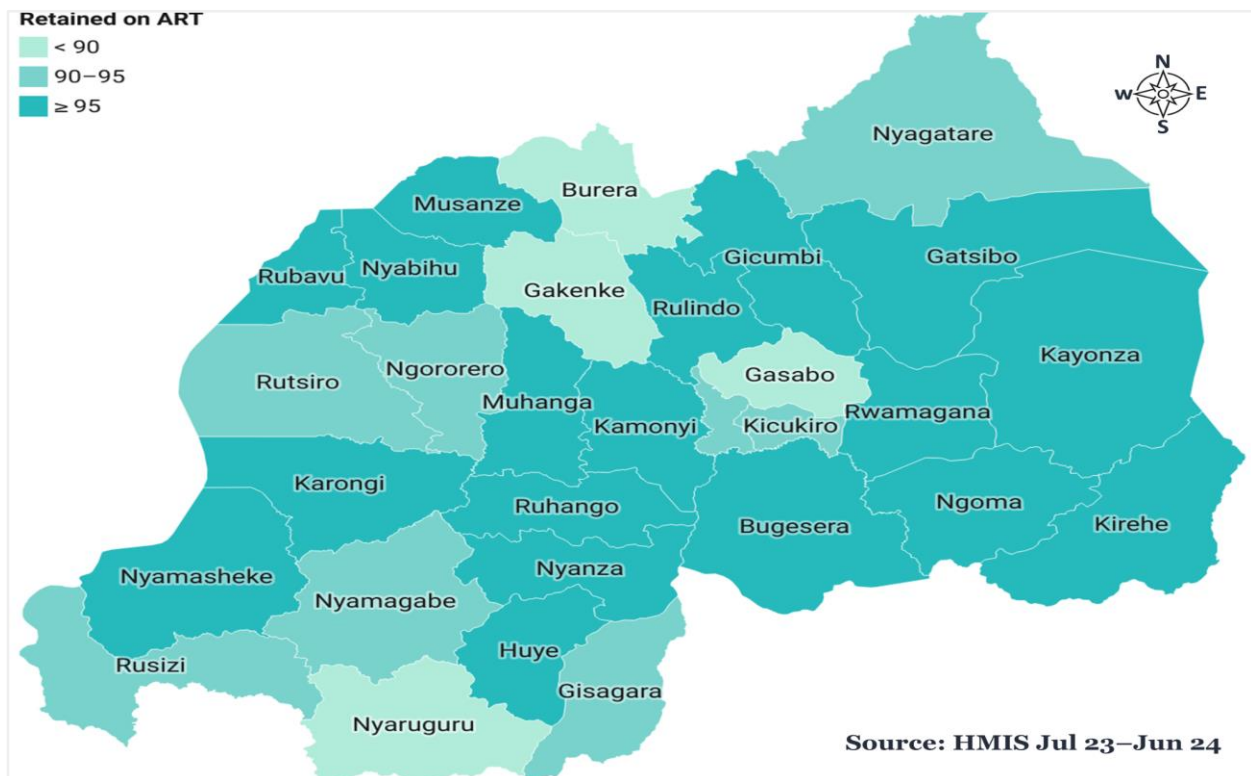 Retained on ART
< 90
90–95
≥ 95
N
W E
S
Nyagatare
Burera
Musanze
Gicumbi
Gatsibo
Rubavu
Nyabihu
Gakenke
Rulindo
Kayonza
Rutsiro
Ngororero
Gasabo
Muhanga
Kamonyi
Kicukiro
Rwamagana
Karongi
Ruhango
Bugesera
Ngoma
Kirehe
Nyamasheke
Nyamagabe
Nyanza
Rusizi
Huye
Gisagara
Nyaruguru
Source: HMIS Jul 23–Jun 24